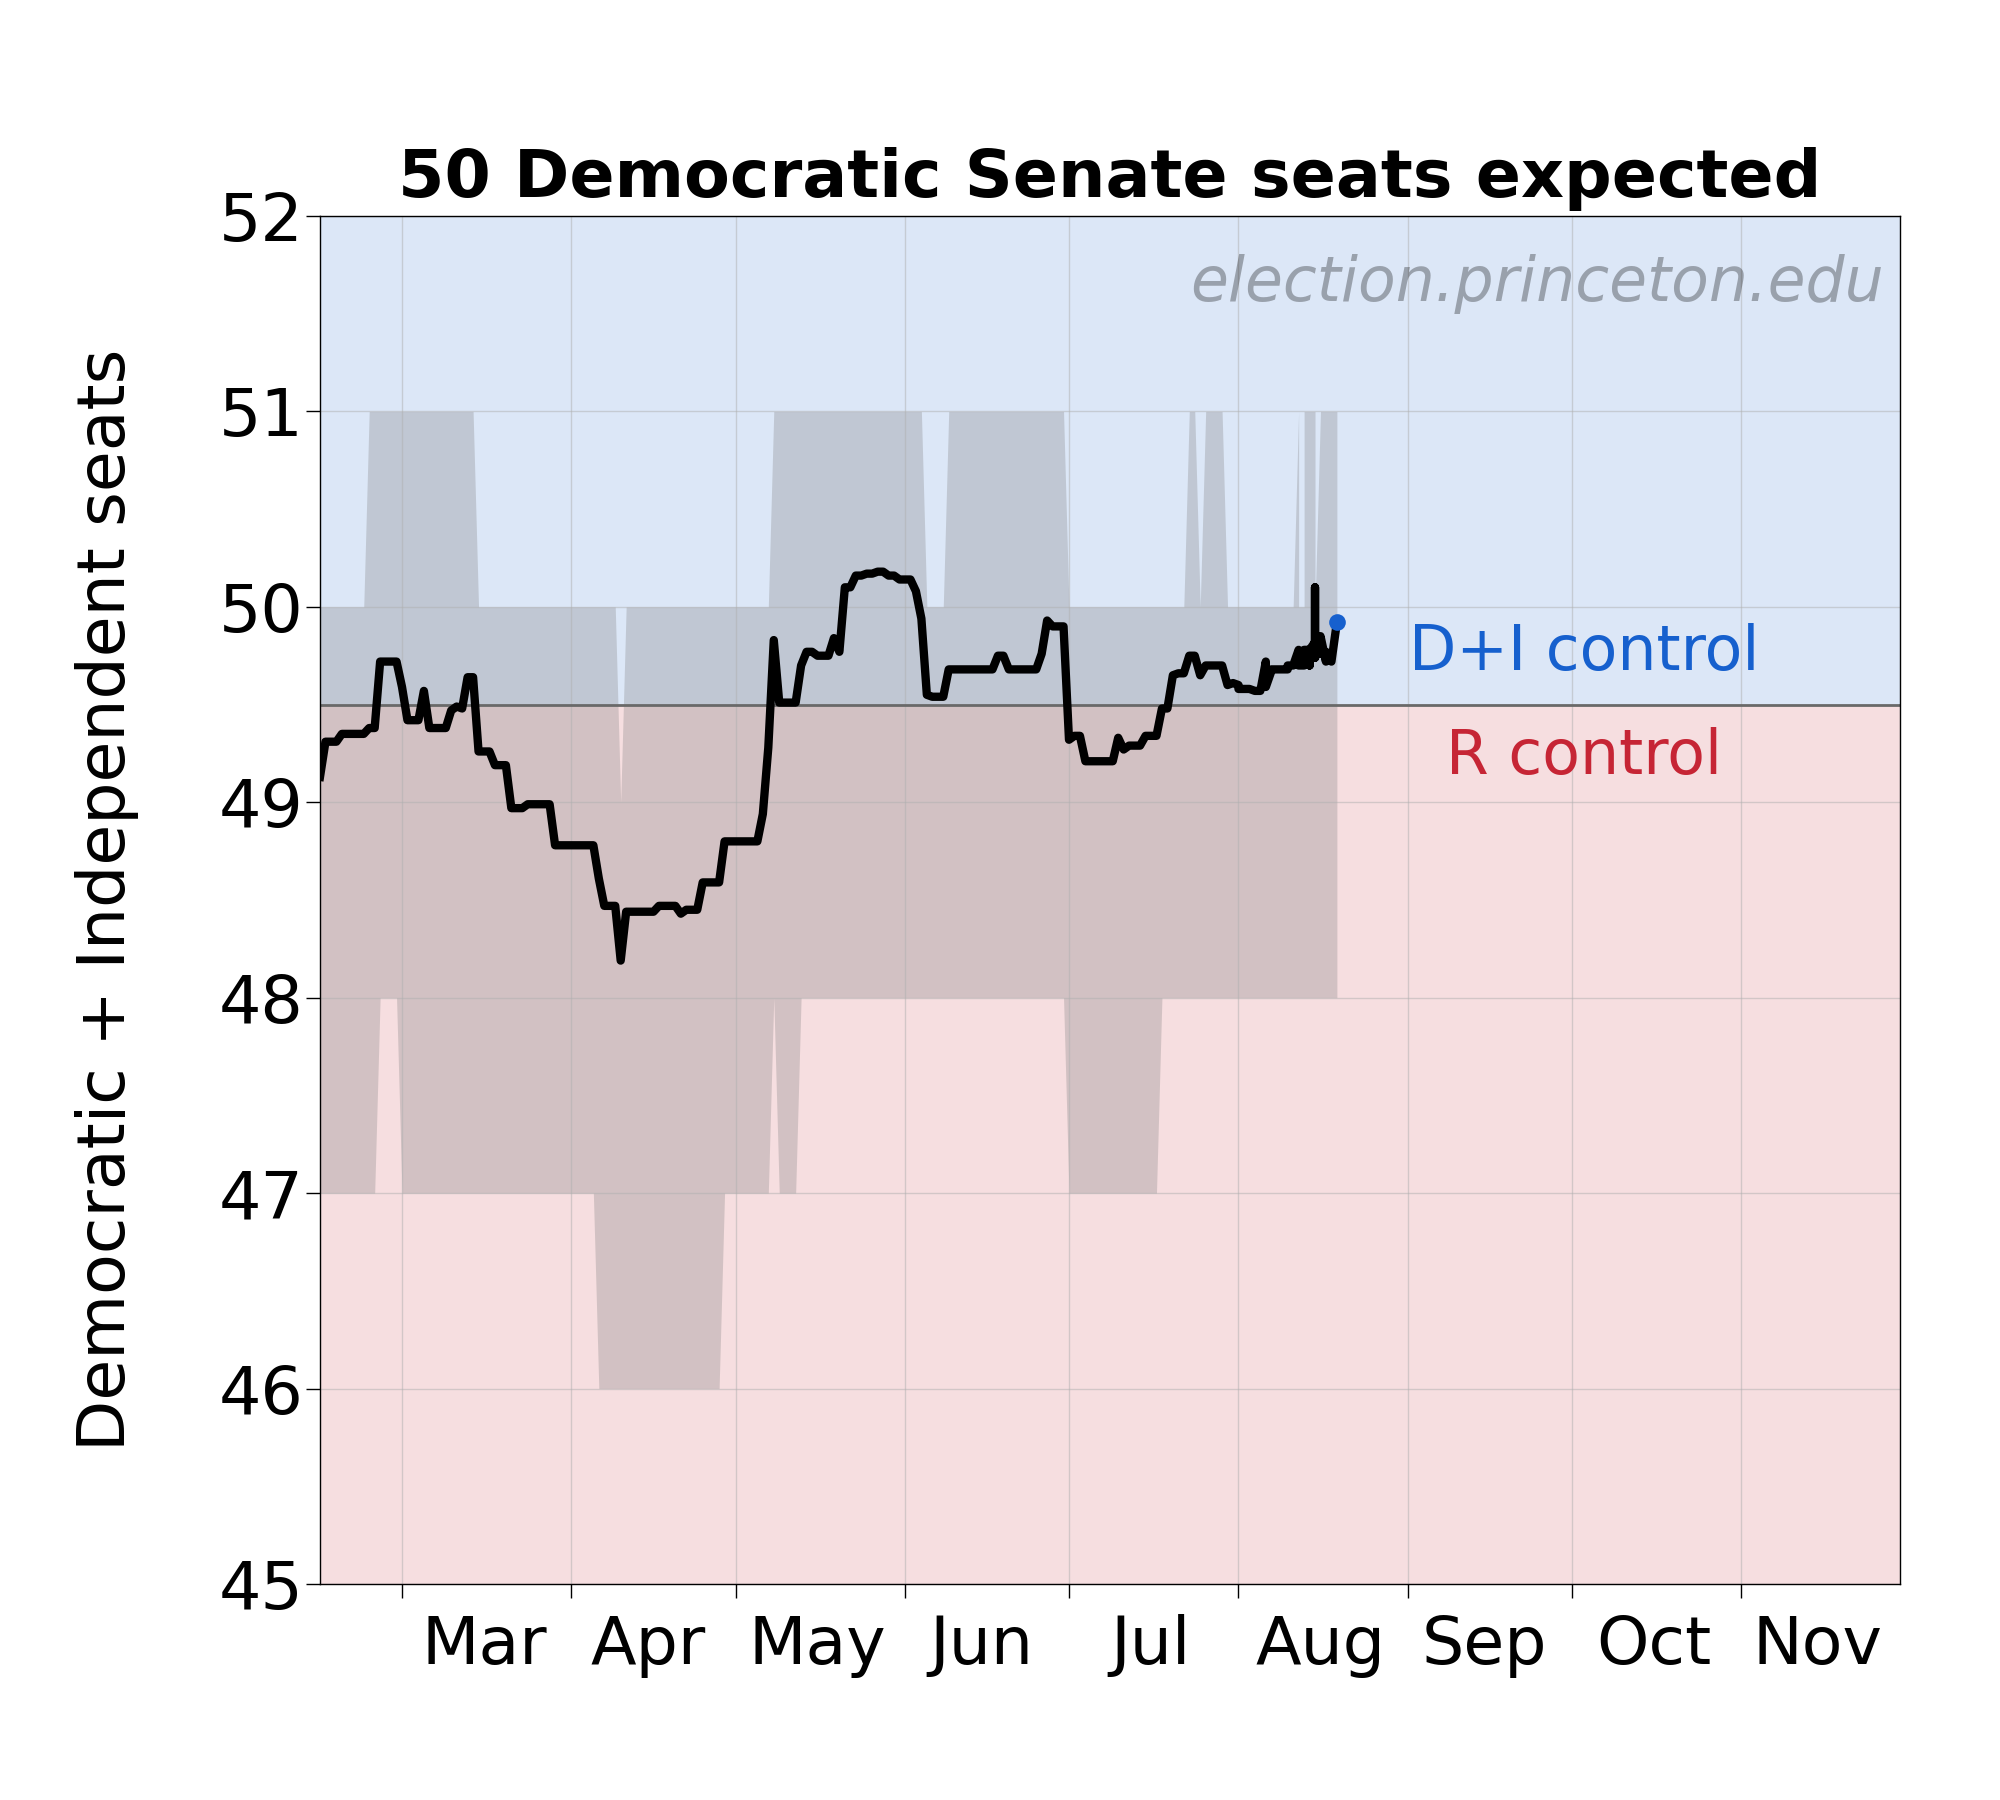 50 Democratic Senate seats expected
52
election.princeton.edu
51
50
D+I control
R control
49
48
47
46
45
Democratic + Independent seats
Mar Apr May Jun Jul Aug Sep Oct Nov